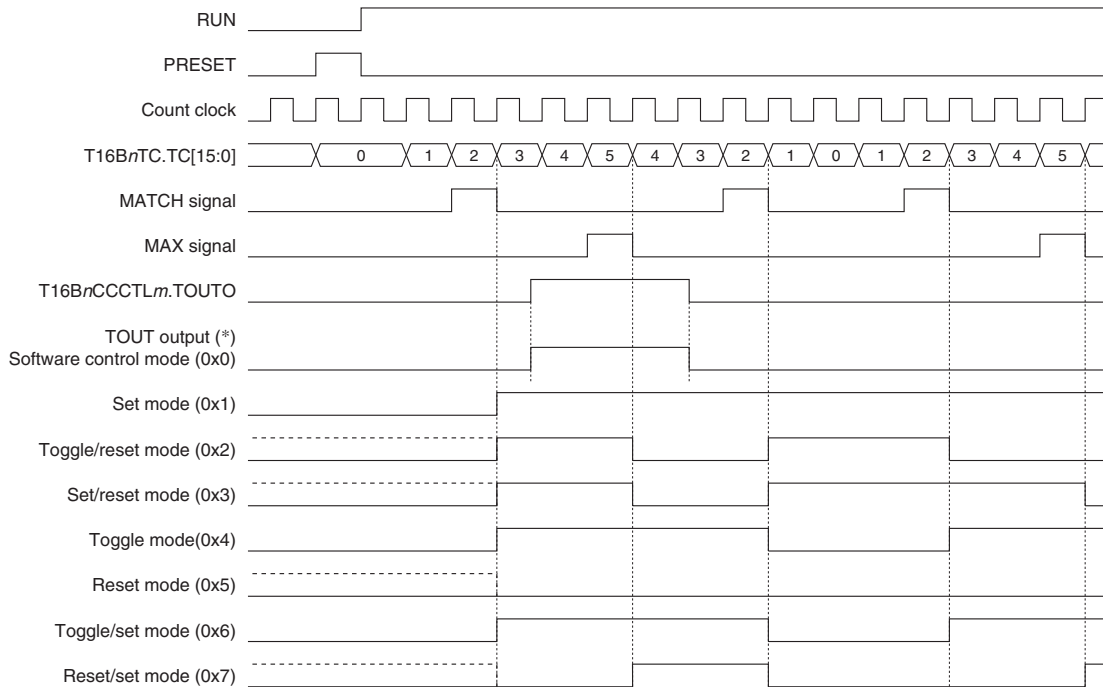 RUN
PRESET
Count clock
T16BnTC.TC[15:0] 0 1 2 3 4 5 4 3 2 1 0 1 2 3 4 5
MATCH signal
MAX signal
T16BnCCCTLm.TOUTO
TOUT output (*)
Software control mode (0x0)
Set mode (0x1)
Toggle/reset mode (0x2)
Set/reset mode (0x3)
Toggle mode(0x4)
Reset mode (0x5)
Toggle/set mode (0x6)
Reset/set mode (0x7)